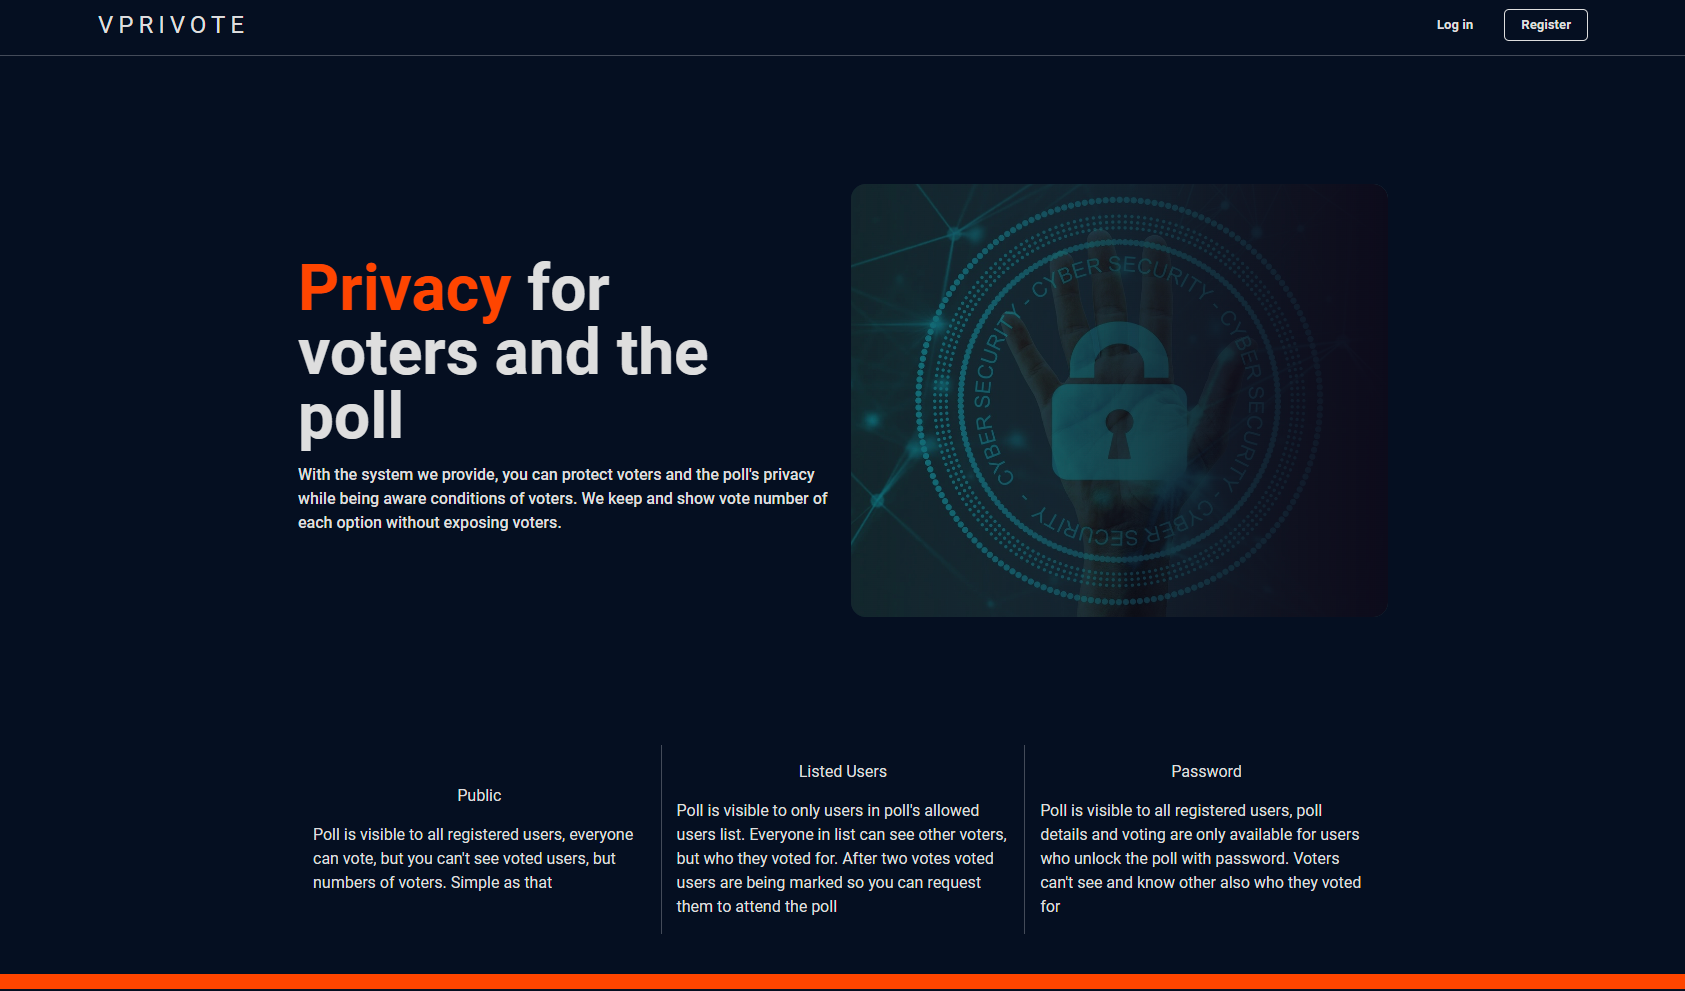 VPRIVOTE
Log in
Register
Privacy for
voters and the
poll
With the system we provide, you can protect voters and the poll's privacy
while being aware conditions of voters. We keep and show vote number of
each option without exposing voters.
CYBER SECURITY - CYBER SECURITY - CYBER SECURITY - CYBER SECURITY -
Public
Poll is visible to all registered users, everyone
can vote, but you can't see voted users, but
numbers of voters. Simple as that
Listed Users
Poll is visible to only users in poll's allowed
users list. Everyone in list can see other voters,
but who they voted for. After two votes voted
users are being marked so you can request
them to attend the poll
Password
Poll is visible to all registered users, poll
details and voting are only available for users
who unlock the poll with password. Voters
can't see and know other also who they voted
for